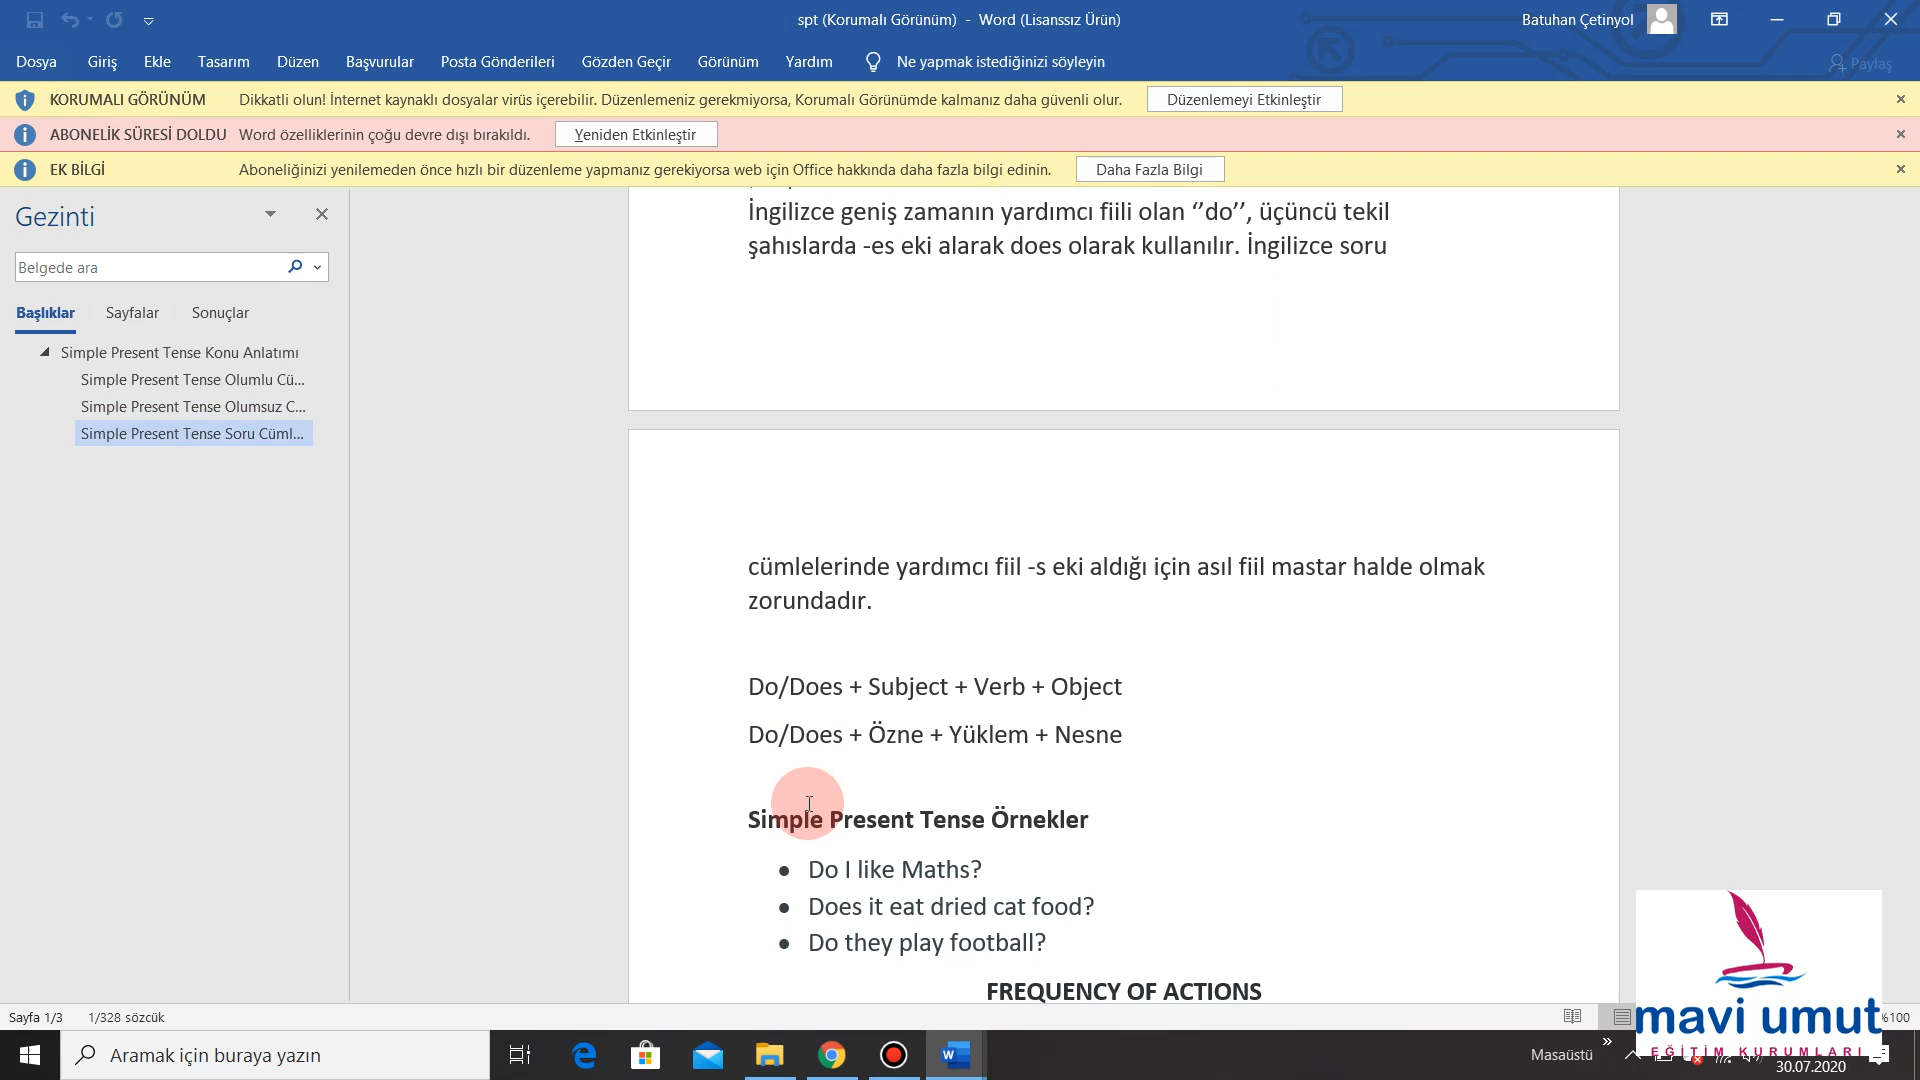 spt (Korumalı Görünüm) - Word (Lisanssız Ürün)
Batuhan Çetinyol
Dosya Giriş Ekle Tasarım Düzen Başvurular Posta Gönderileri Gözden Geçir Görünüm Yardım Ne yapmak istediğinizi söyleyin Paylaş
KORUMALI GÖRÜNÜM Dikkatli olun! İnternet kaynaklı dosyalar virüs içerebilir. Düzenlemeniz gerekmiyorsa, Korumalı Görünümde kalmanız daha güvenli olur. Düzenlemeyi Etkinleştir
ABONELİK SÜRESİ DOLDU Word özelliklerinin çoğu devre dışı bırakıldı. Yeniden Etkinleştir
EK BİLGİ Aboneliğinizi yenilemeden önce hızlı bir düzenleme yapmanız gerekiyorsa web için Office hakkında daha fazla bilgi edinin. Daha Fazla Bilgi
Gezinti
Belgede ara
Başlıklar Sayfalar Sonuçlar
Simple Present Tense Konu Anlatımı
Simple Present Tense Olumlu Cü...
Simple Present Tense Olumsuz C...
Simple Present Tense Soru Cüml...
İngilizce geniş zamanın yardımcı fiili olan ‘’do’’, üçüncü tekil
şahıslarda -es eki alarak does olarak kullanılır. İngilizce soru
cümlelerinde yardımcı fiil -s eki aldığı için asıl fiil mastar halde olmak
zorundadır.
Do/Does + Subject + Verb + Object
Do/Does + Özne + Yüklem + Nesne
Simple Present Tense Örnekler
• Do I like Maths?
• Does it eat dried cat food?
• Do they play football?
FREQUENCY OF ACTIONS
Sayfa 1/3 1/328 sözcük
%100
mavi umut
EĞİTİM KURUMLARI
Aramak için buraya yazın
Masaüstü
30.07.2020